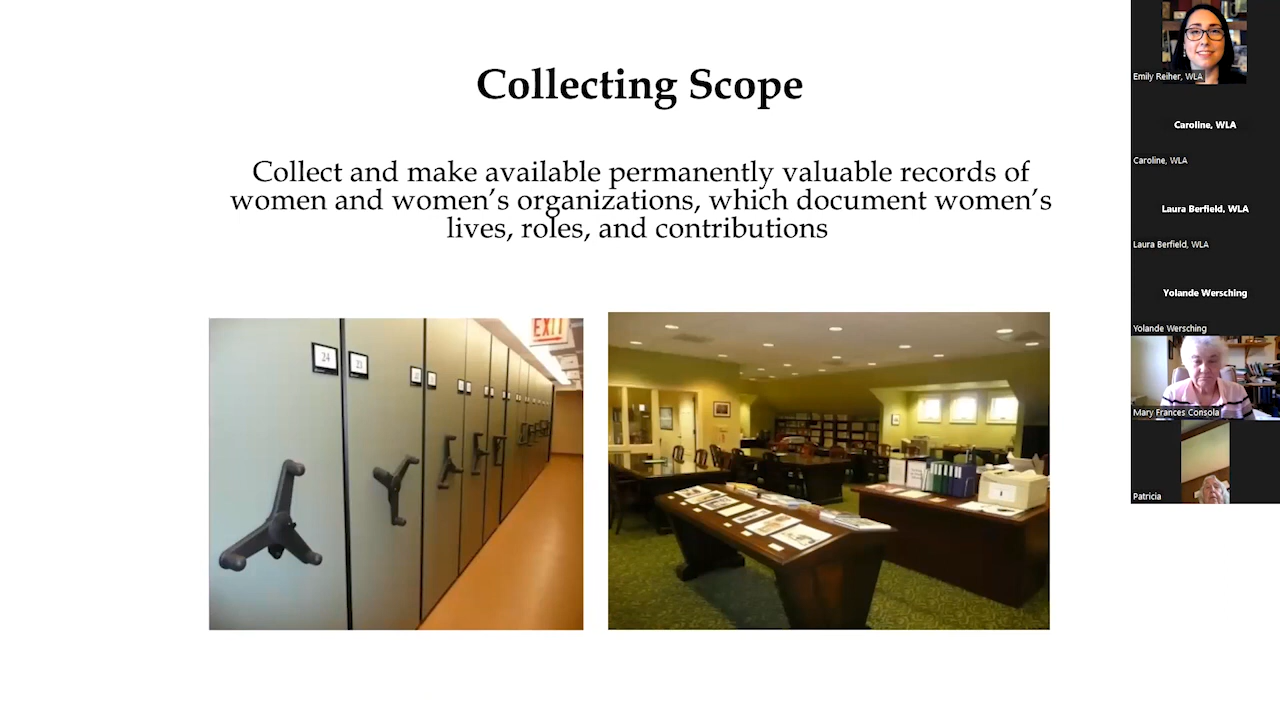 Collecting Scope
Collect and make available permanently valuable records of
women and women's organizations, which document women's
lives, roles, and contributions
24
23
EXIT
Emily Reiher, WLA
Caroline, WLA
Caroline, WLA
Laura Berfield, WLA
Laura Berfield, WLA
Yolande Wersching
Yolande Wersching
Mary Frances Consola
Patricia